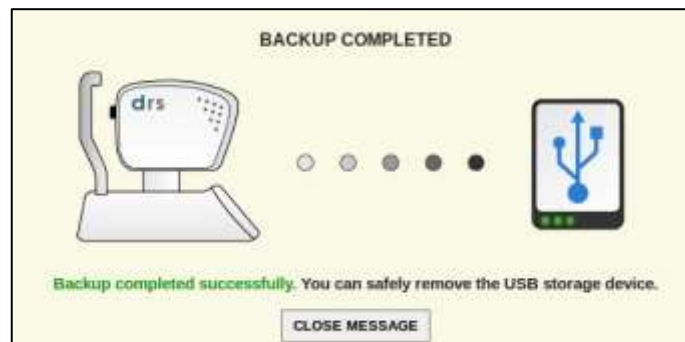 BACKUP COMPLETED
drs
Backup completed successfully. You can safely remove the USB storage device.
CLOSE MESSAGE